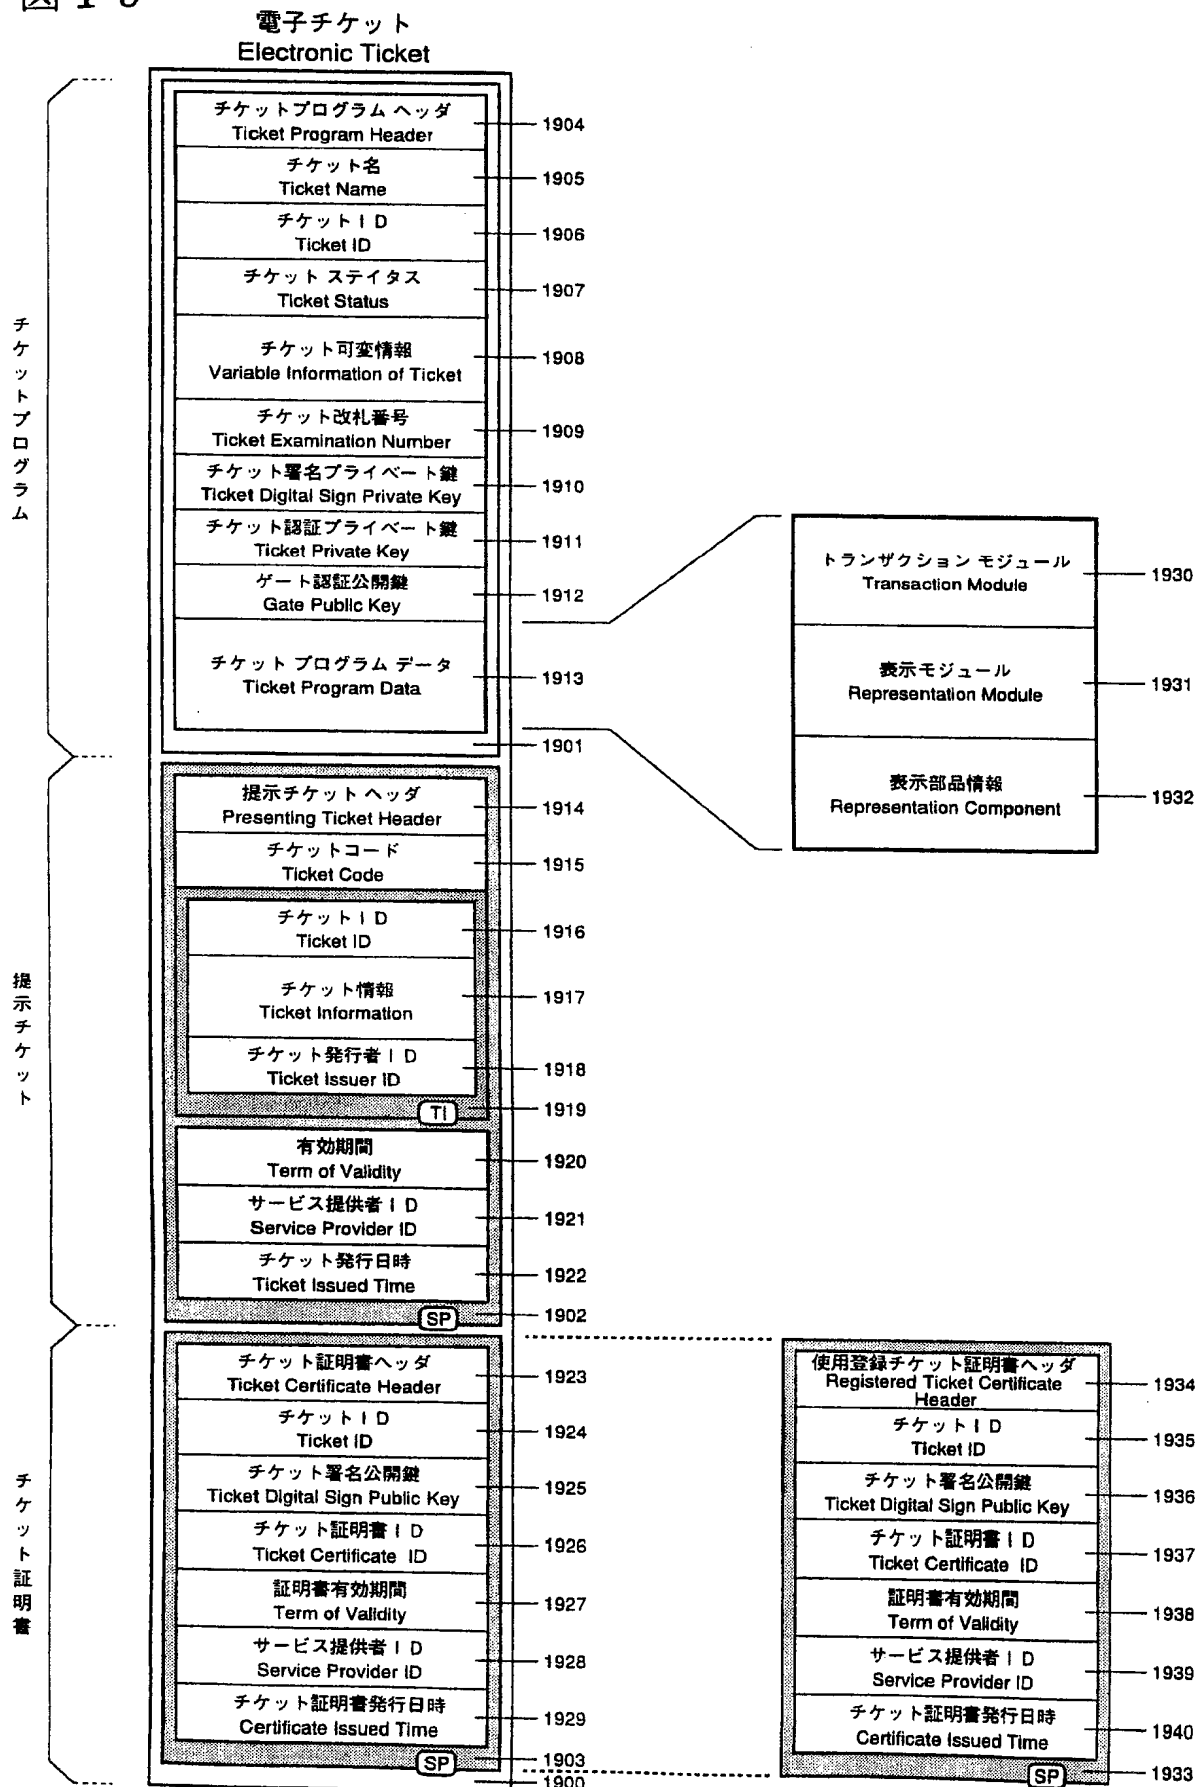 電子チケット
Electronic Ticket
チケットプログラム ヘッダ
Ticket Program Header
1904
チケット名
Ticket Name
1905
チケットID
Ticket ID
1906
チケット ステイタス
Ticket Status
1907
チケット可変情報
Variable Information of Ticket
1908
チケット改札番号
Ticket Examination Number
1909
チケット署名プライベート鍵
Ticket Digital Sign Private Key
1910
チケット認証プライベート鍵
Ticket Private Key
1911
ゲート認証公開鍵
Gate Public Key
1912
チケット プログラム データ
Ticket Program Data
1913
1901
チケットプログラム
トランザクション モジュール
Transaction Module
1930
表示モジュール
Representation Module
1931
表示部品情報
Representation Component
1932
提示チケット ヘッダ
Presenting Ticket Header
1914
チケットコード
Ticket Code
1915
チケットID
Ticket ID
1916
チケット情報
Ticket Information
1917
チケット発行者ID
Ticket Issuer ID
1918
TI
1919
有効期間
Term of Validity
1920
サービス提供者ID
Service Provider ID
1921
チケット発行日時
Ticket Issued Time
1922
SP
1902
提示チケット
チケット証明書ヘッダ
Ticket Certificate Header
1923
チケットID
Ticket ID
1924
チケット署名公開鍵
Ticket Digital Sign Public Key
1925
チケット証明書ID
Ticket Certificate ID
1926
証明書有効期間
Term of Validity
1927
サービス提供者ID
Service Provider ID
1928
チケット証明書発行日時
Certificate Issued Time
1929
SP
1903
1900
チケット証明書
使用登録チケット証明書ヘッダ
Registered Ticket Certificate
Header
1934
チケットID
Ticket ID
1935
チケット署名公開鍵
Ticket Digital Sign Public Key
1936
チケット証明書ID
Ticket Certificate ID
1937
証明書有効期間
Term of Validity
1938
サービス提供者ID
Service Provider ID
1939
チケット証明書発行日時
Certificate Issued Time
1940
SP
1933